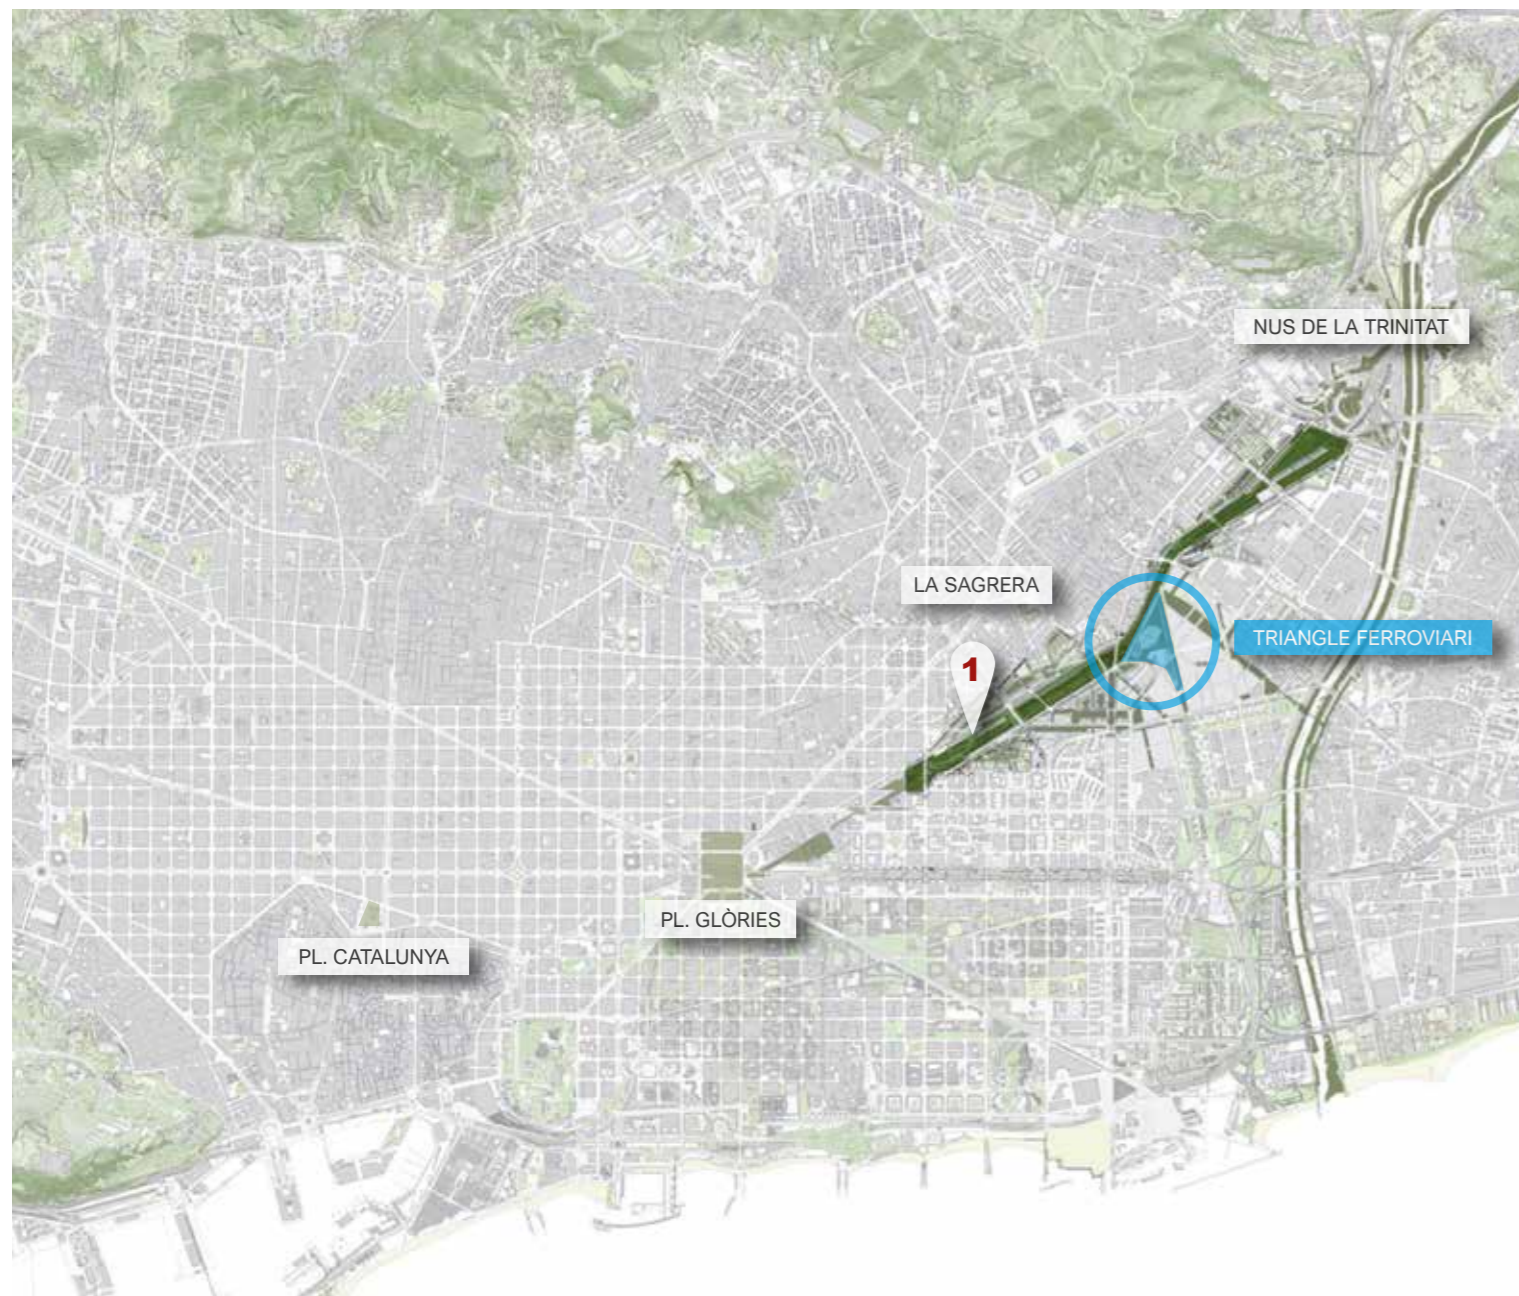 NUS DE LA TRINITAT
LA SAGRERA
TRIANGLE FERROVIARI
1
PL. GLÒRIES
PL. CATALUNYA